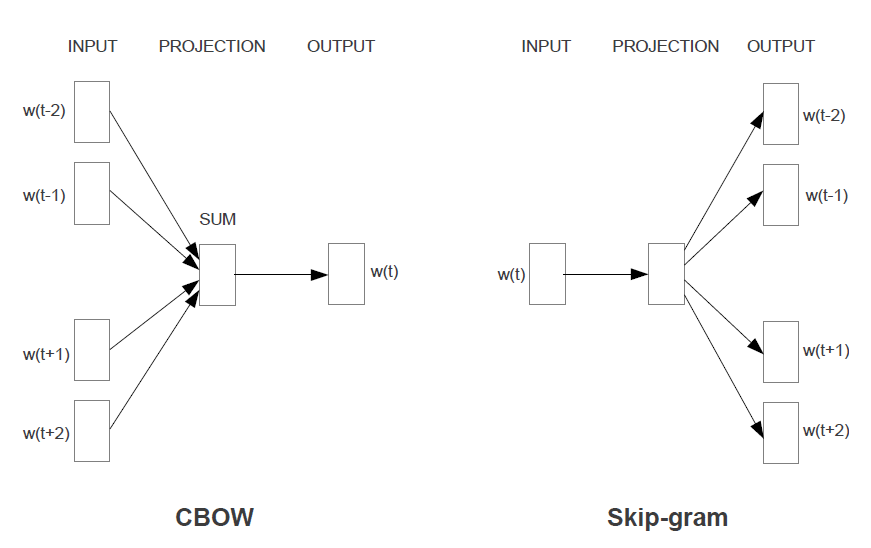 INPUT PROJECTION OUTPUT
w(t-2)
w(t-1)
SUM
w(t)
w(t+1)
w(t+2)
CBOW
INPUT PROJECTION OUTPUT
w(t-2)
w(t-1)
w(t)
w(t+1)
w(t+2)
Skip-gram